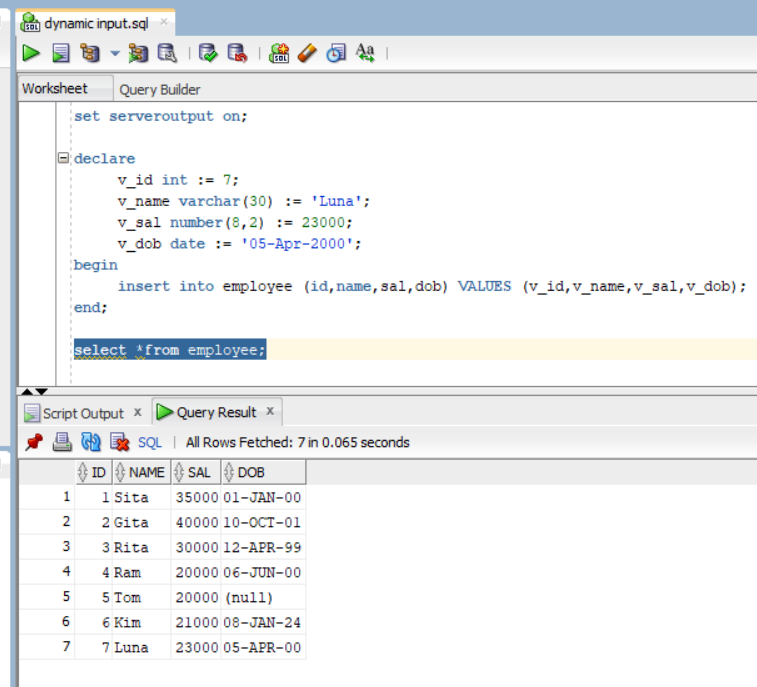 dynamic input.sql
Worksheet Query Builder
set serveroutput on;
declare
v_id int := 7;
v_name varchar(30) := 'Luna';
v_sal number(8,2) := 23000;
v_dob date := '05-Apr-2000';
begin
insert into employee (id,name,sal,dob) VALUES (v_id,v_name,v_sal,v_dob);
end;
select *from employee;
Script Output x Query Result x
SQL | All Rows Fetched: 7 in 0.065 seconds
ID NAME SAL DOB
1 1 Sita 35000 01-JAN-00
2 2 Gita 40000 10-OCT-01
3 3 Rita 30000 12-APR-99
4 4 Ram 20000 06-JUN-00
5 5 Tom 20000 (null)
6 6 Kim 21000 08-JAN-24
7 7 Luna 23000 05-APR-00